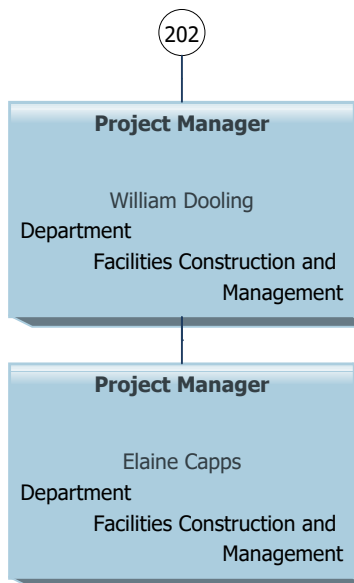 202
Project Manager
William Dooling
Department
Facilities Construction and
Management
Project Manager
Elaine Capps
Department
Facilities Construction and
Management